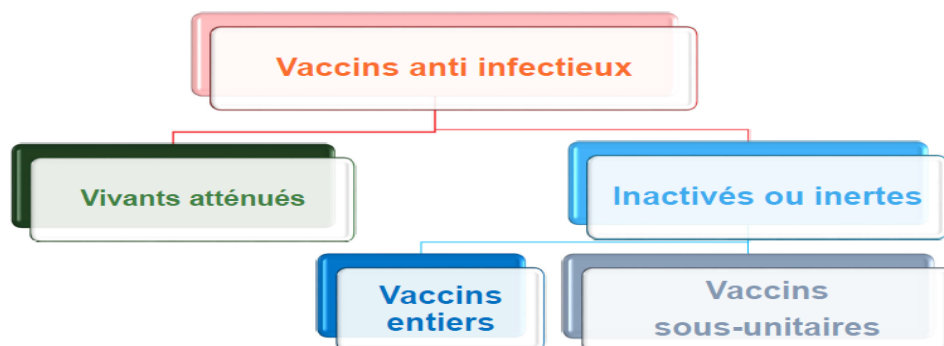 Vaccins anti infectieux
Vivants atténués
Inactivés ou inertes
Vaccins
entiers
Vaccins
sous-unitaires